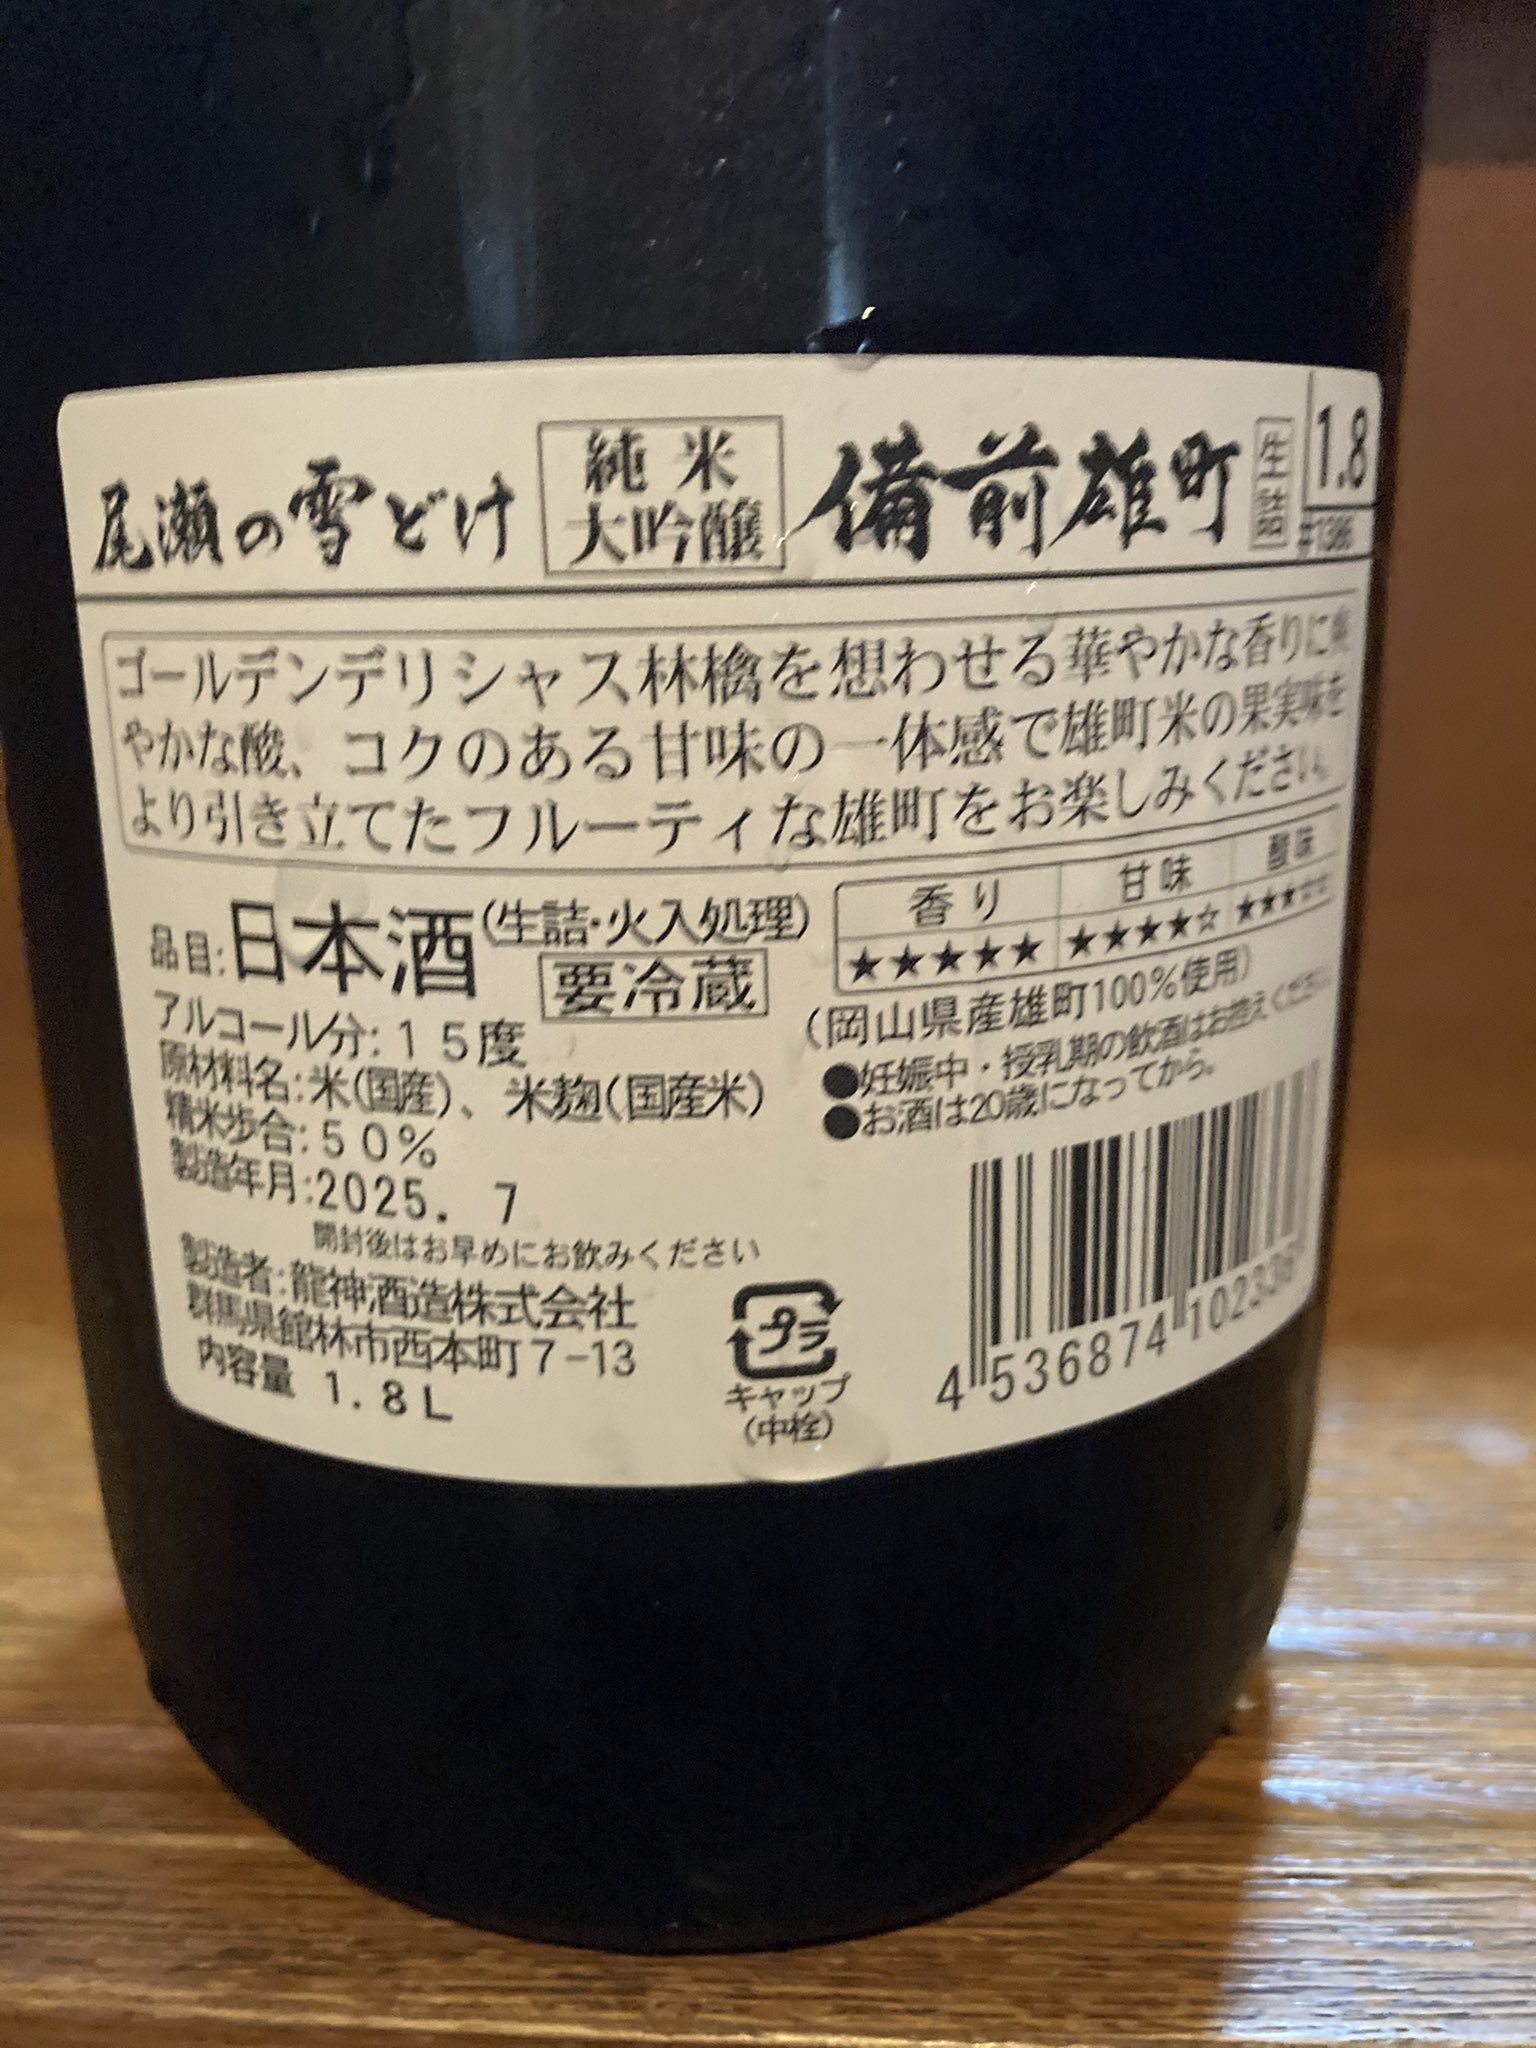 尾瀬の雪どけ 純米大吟醸 備前雄町 生詰 1.8
ゴールデンデリシャス林檎を想わせる華やかな香りに爽
やかな酸、コクのある甘味の一体感で雄町米の果実味を
より引き立てたフルーティな雄町をお楽しみください。
品目:日本酒(生詰・火入処理)
要冷蔵
アルコール分:15度
原材料名:米(国産)、米麹(国産米)
精米歩合:50%
製造年月:2025. 7
開封後はお早めにお飲みください
製造者:龍神酒造株式会社
群馬県館林市西本町7-13
内容量 1.8L
香り 甘味 酸味
★★★★★ ★★★★☆ ★★★☆☆
(岡山県産雄町100%使用)
●妊娠中・授乳期の飲酒はお控えください
●お酒は20歳になってから。
プラ
キャップ
(中栓)
4 536874 102336